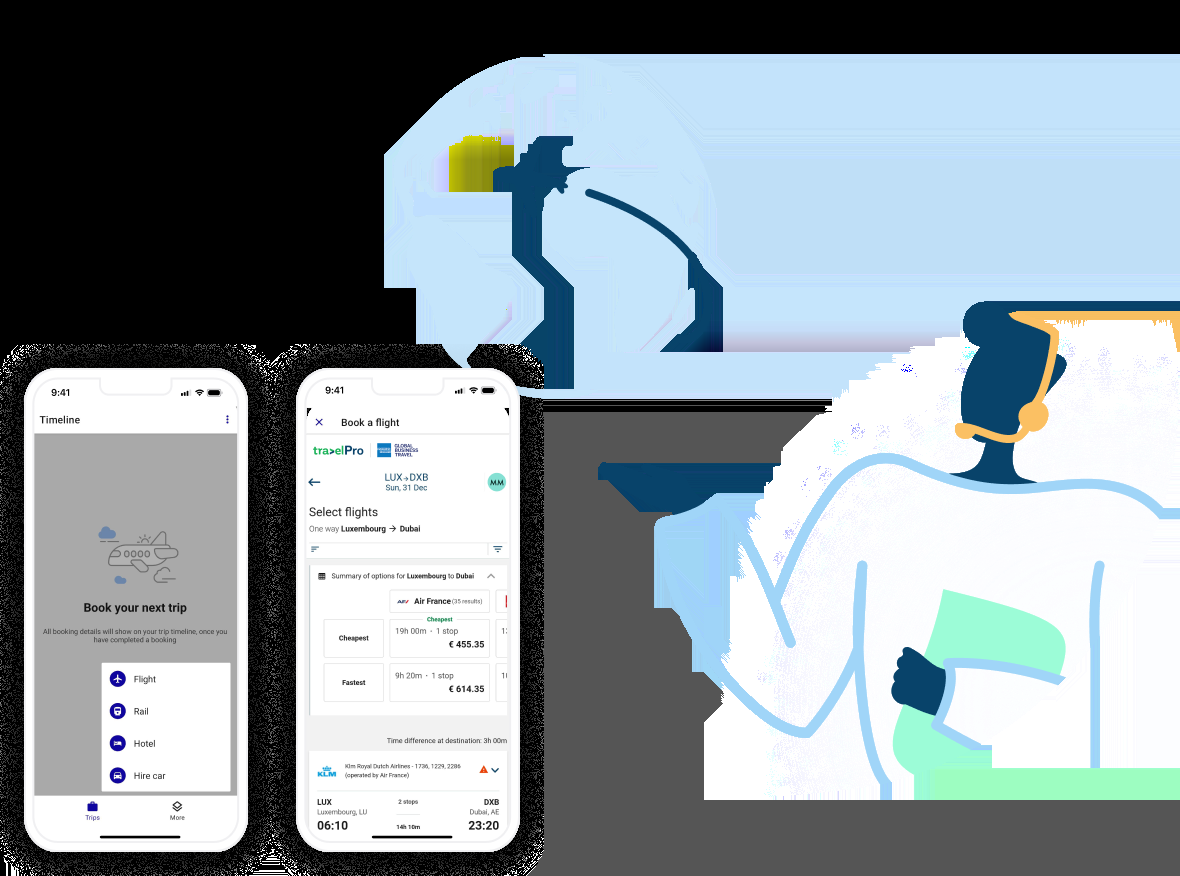 9:41
Timeline
Book your next trip
All booking details will show on your trip timeline, once you
have completed a booking
Flight
Rail
Hotel
Hire car
Trips
More
9:41
Book a flight
travelPro
GLOBAL
BUSINESS
TRAVEL
LUX→DXB
Sun, 31 Dec
MM
Select flights
One way Luxembourg → Dubai
Summary of options for Luxembourg to Dubai
Air France (35 results)
Cheapest
Cheapest
19h 00m · 1 stop
€ 455.35
Fastest
9h 20m · 1 stop
€ 614.35
Time difference at destination: 3h 00m
KLM
Klm Royal Dutch Airlines - 1736, 1229, 2286
(operated by Air France)
LUX
2 stops
DXB
Luxembourg, LU
Dubai, AE
06:10
14h 10m
23:20